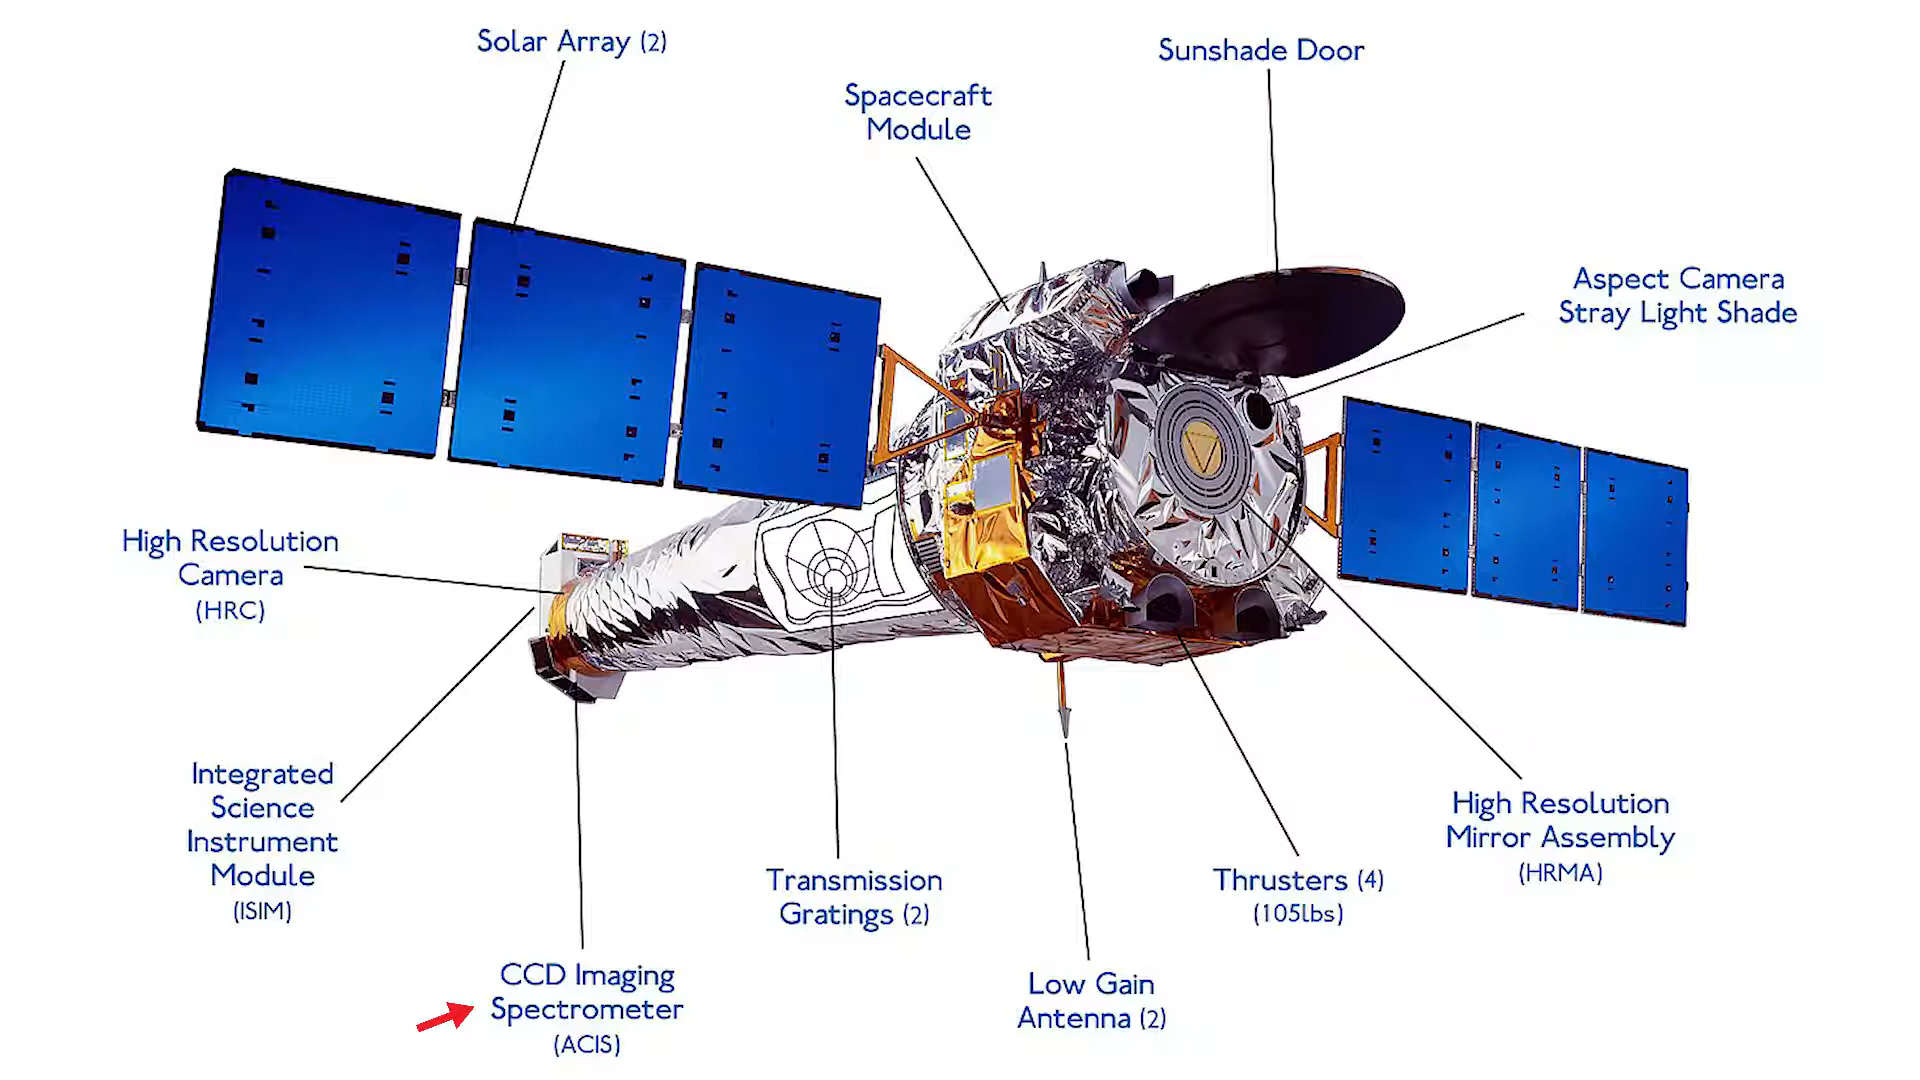 Solar Array (2)
Sunshade Door
Spacecraft
Module
Aspect Camera
Stray Light Shade
High Resolution
Camera
(HRC)
Integrated
Science
Instrument
Module
(ISIM)
High Resolution
Mirror Assembly
(HRMA)
Transmission
Gratings (2)
Thrusters (4)
(105lbs)
CCD Imaging
Spectrometer
(ACIS)
Low Gain
Antenna (2)